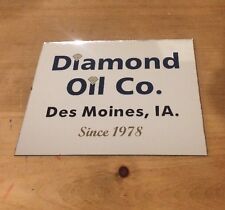 Diamond
Oil Co.
Des Moines, IA.
Since 1978